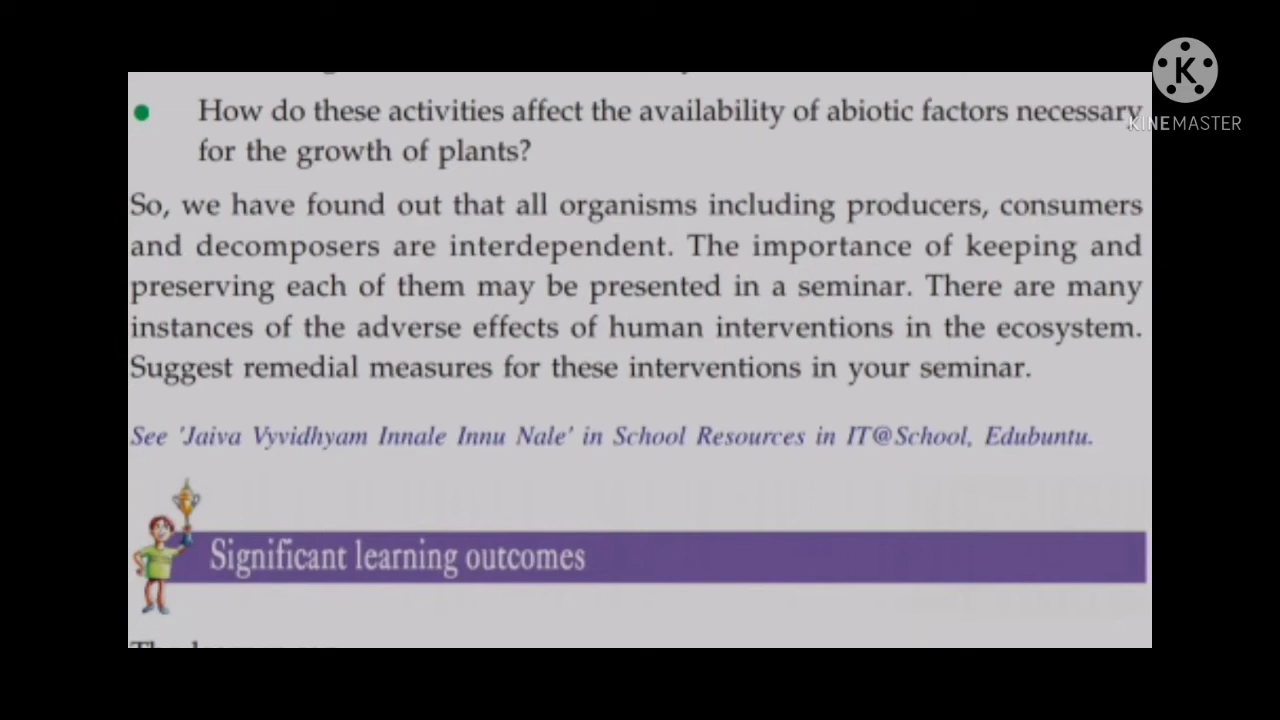 K
KINEMASTER
How do these activities affect the availability of abiotic factors necessary
for the growth of plants?
So, we have found out that all organisms including producers, consumers
and decomposers are interdependent. The importance of keeping and
preserving each of them may be presented in a seminar. There are many
instances of the adverse effects of human interventions in the ecosystem.
Suggest remedial measures for these interventions in your seminar.
See 'Jaiva Vyvidhyam Innale Innu Nale' in School Resources in IT@School, Edubuntu.
Significant learning outcomes